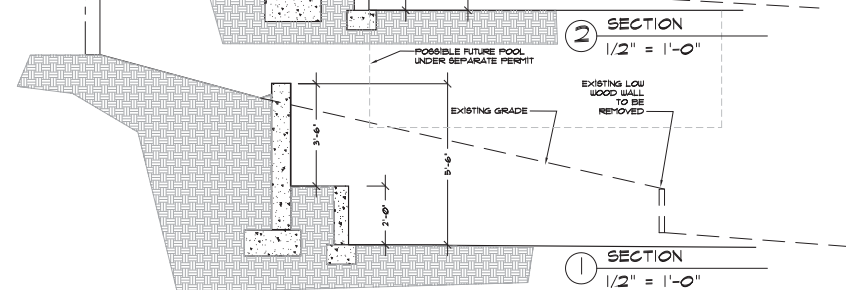 2 SECTION
1/2" = 1'-0"
POSSIBLE FUTURE POOL
UNDER SEPARATE PERMIT
EXISTING LOW
WOOD WALL
TO BE
REMOVED
EXISTING GRADE
3'-6"
5'-6"
2'-0"
1 SECTION
1/2" = 1'-0"